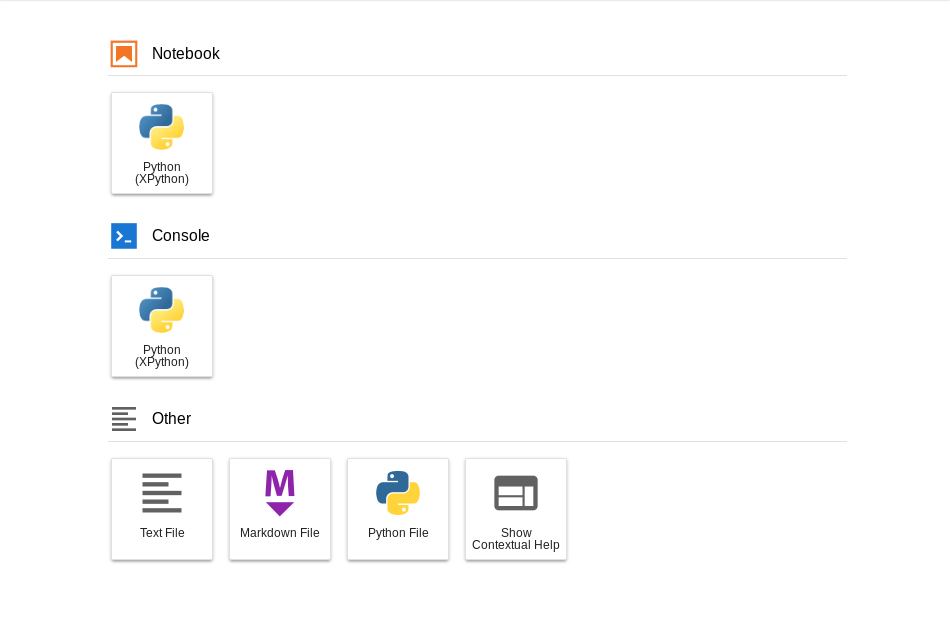 Notebook
Python
(XPython)
Console
Python
(XPython)
Other
Text File
Markdown File
Python File
Show
Contextual Help